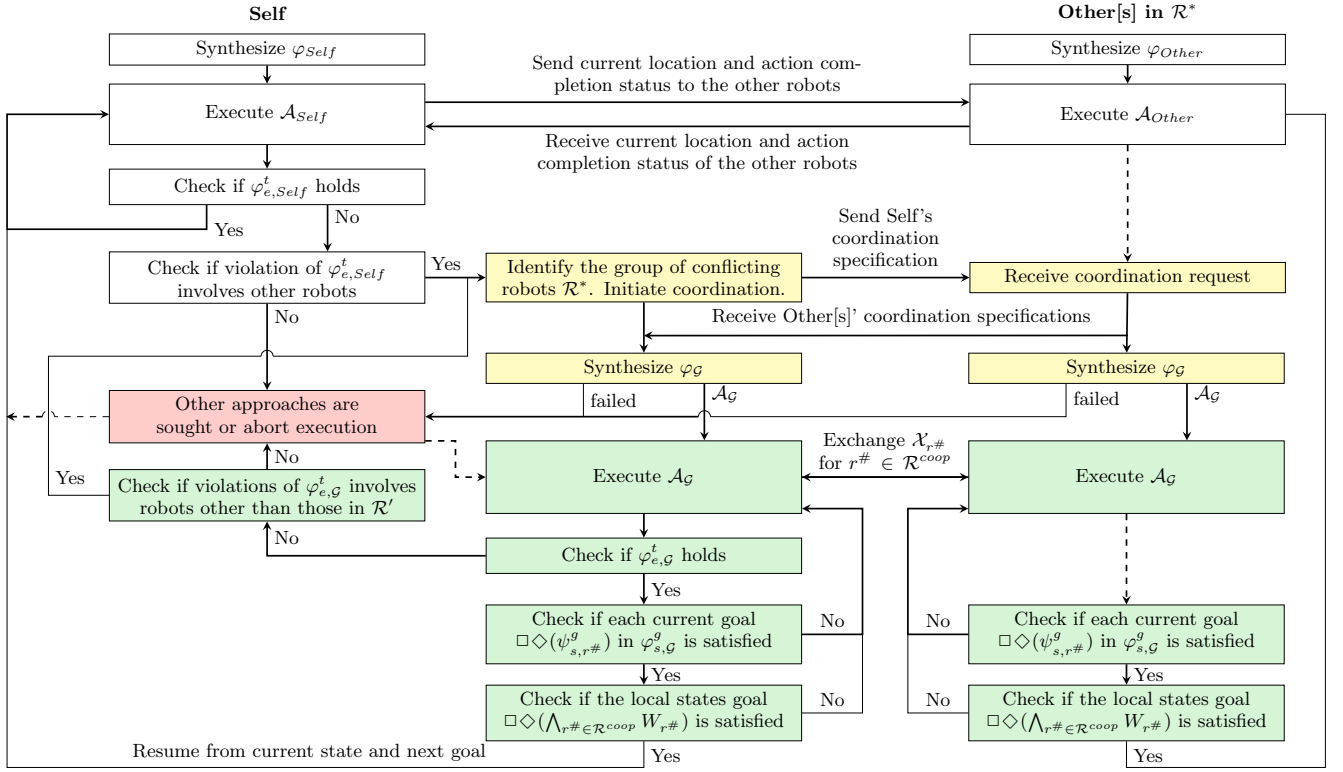 Self
Other[s] in ℛ*
Synthesize φ_{Self}
Synthesize φ_{Other}
Send current location and action com-
pletion status to the other robots
Execute 𝒜_{Self}
Execute 𝒜_{Other}
Receive current location and action
completion status of the other robots
Check if φ^t_{e,Self} holds
Yes
No
Send Self's
coordination
specification
Check if violation of φ^t_{e,Self}
involves other robots
Yes
Identify the group of conflicting
robots ℛ*. Initiate coordination.
Receive coordination request
No
Receive Other[s]' coordination specifications
Synthesize φ_𝒢
Synthesize φ_𝒢
failed
𝒜_𝒢
failed
𝒜_𝒢
Other approaches are
sought or abort execution
No
Yes
Check if violations of φ^t_{e,𝒢} involves
robots other than those in ℛ′
Execute 𝒜_𝒢
Exchange 𝒳_{r^#}
for r^# ∈ ℛ^{coop}
Execute 𝒜_𝒢
No
Check if φ^t_{e,𝒢} holds
Yes
Check if each current goal
□◇(ψ^g_{s,r^#}) in φ^g_{s,𝒢} is satisfied
No
No
Check if each current goal
□◇(ψ^g_{s,r^#}) in φ^g_{s,𝒢} is satisfied
Yes
Yes
Check if the local states goal
□◇(⋀_{r^#∈ℛ^{coop}} W_{r^#}) is satisfied
No
No
Check if the local states goal
□◇(⋀_{r^#∈ℛ^{coop}} W_{r^#}) is satisfied
Resume from current state and next goal
Yes
Yes